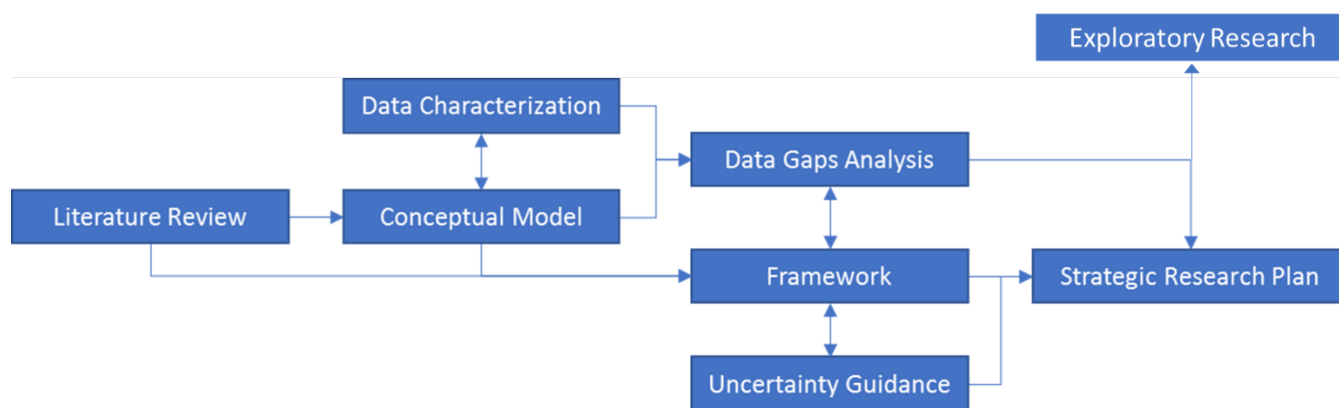 Exploratory Research
Data Characterization
Data Gaps Analysis
Literature Review
Conceptual Model
Framework
Strategic Research Plan
Uncertainty Guidance